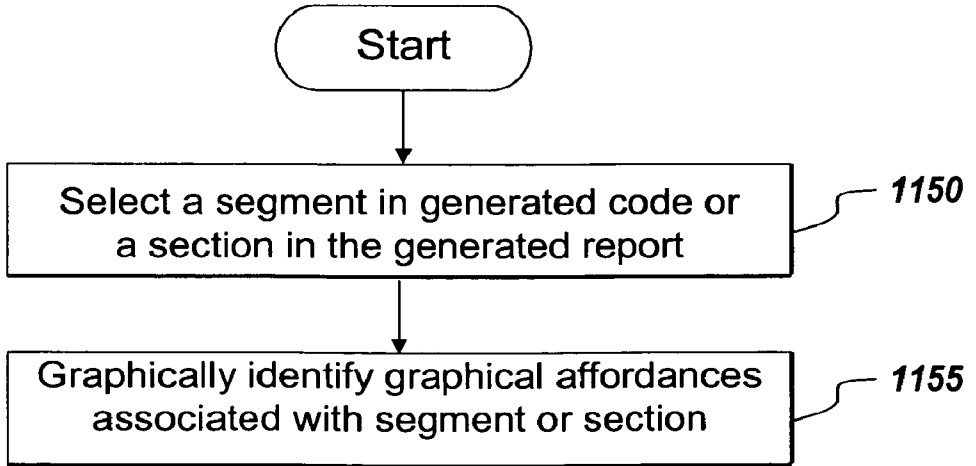 Start
Select a segment in generated code or
a section in the generated report
1150
Graphically identify graphical affordances
associated with segment or section
1155